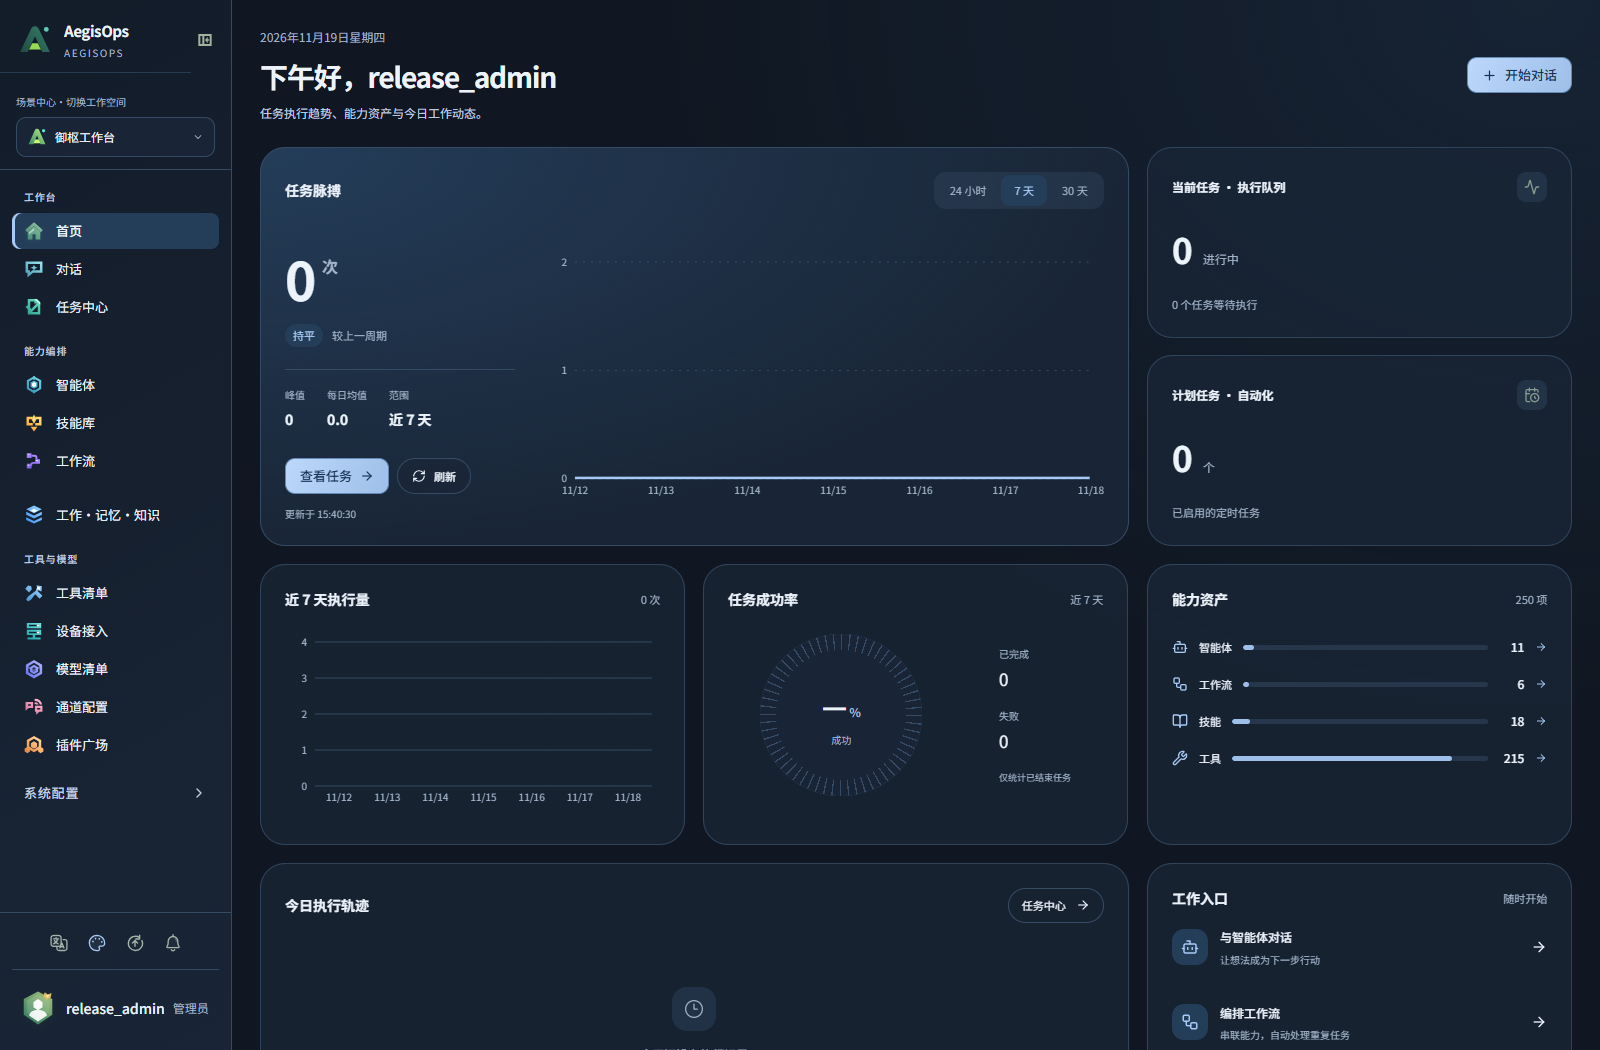 AegisOps
AEGISOPS
场景中心・切换工作空间
御枢工作台
工作台
首页
对话
任务中心
能力编排
智能体
技能库
工作流
工作・记忆・知识
工具与模型
工具清单
设备接入
模型清单
通道配置
插件广场
系统配置
release_admin 管理员
2026年11月19日星期四
下午好，release_admin
任务执行趋势、能力资产与今日工作动态。
开始对话
任务脉搏
24 小时 7 天 30 天
0 次
持平 较上一周期
峰值 每日均值 范围
0 0.0 近 7 天
查看任务 刷新
更新于 15:40:30
2
1
0
11/12 11/13 11/14 11/15 11/16 11/17 11/18
当前任务・执行队列
0 进行中
0 个任务等待执行
计划任务・自动化
0 个
已启用的定时任务
近 7 天执行量 0 次
4
3
2
1
0
11/12 11/13 11/14 11/15 11/16 11/17 11/18
任务成功率 近 7 天
— %
成功
已完成
0
失败
0
仅统计已结束任务
能力资产 250 项
智能体 11
工作流 6
技能 18
工具 215
今日执行轨迹 任务中心
工作入口 随时开始
与智能体对话
让想法成为下一步行动
编排工作流
串联能力，自动处理重复任务